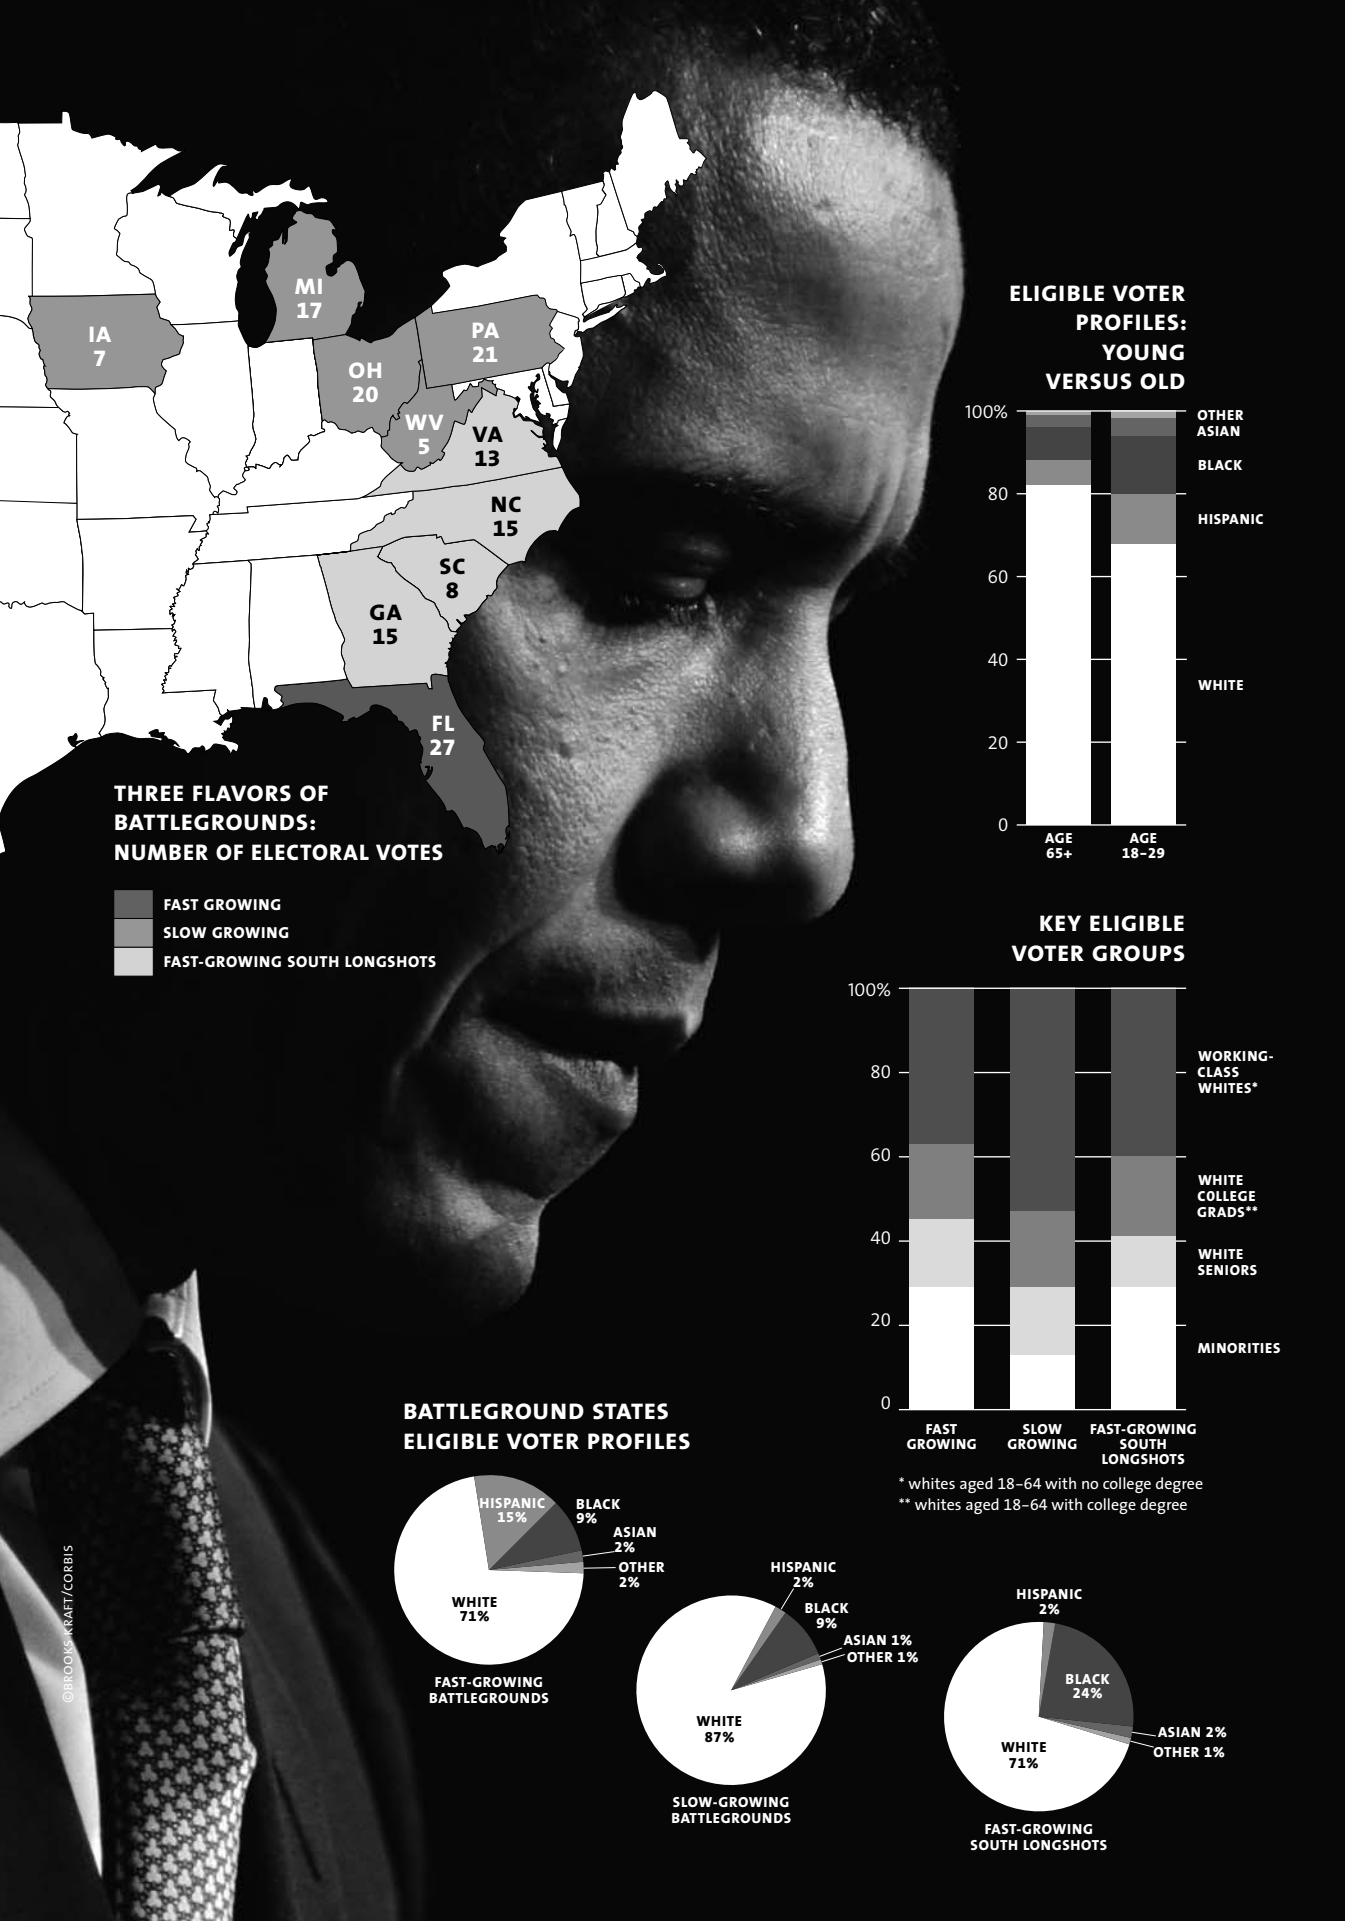 MI
17
IA
7
PA
21
OH
20
WV
5
VA
13
NC
15
SC
8
GA
15
FL
27
THREE FLAVORS OF
BATTLEGROUNDS:
NUMBER OF ELECTORAL VOTES
FAST GROWING
SLOW GROWING
FAST-GROWING SOUTH LONGSHOTS
ELIGIBLE VOTER
PROFILES:
YOUNG
VERSUS OLD
100%
80
60
40
20
0
OTHER
ASIAN
BLACK
HISPANIC
WHITE
AGE
65+
AGE
18–29
KEY ELIGIBLE
VOTER GROUPS
100%
80
60
40
20
0
WORKING-
CLASS
WHITES*
WHITE
COLLEGE
GRADS**
WHITE
SENIORS
MINORITIES
FAST
GROWING
SLOW
GROWING
FAST-GROWING
SOUTH
LONGSHOTS
* whites aged 18–64 with no college degree
** whites aged 18–64 with college degree
BATTLEGROUND STATES
ELIGIBLE VOTER PROFILES
HISPANIC
15%
BLACK
9%
ASIAN
2%
OTHER
2%
WHITE
71%
FAST-GROWING
BATTLEGROUNDS
HISPANIC
2%
BLACK
9%
ASIAN 1%
OTHER 1%
WHITE
87%
SLOW-GROWING
BATTLEGROUNDS
HISPANIC
2%
BLACK
24%
ASIAN 2%
OTHER 1%
WHITE
71%
FAST-GROWING
SOUTH LONGSHOTS
©BROOKS KRAFT/CORBIS